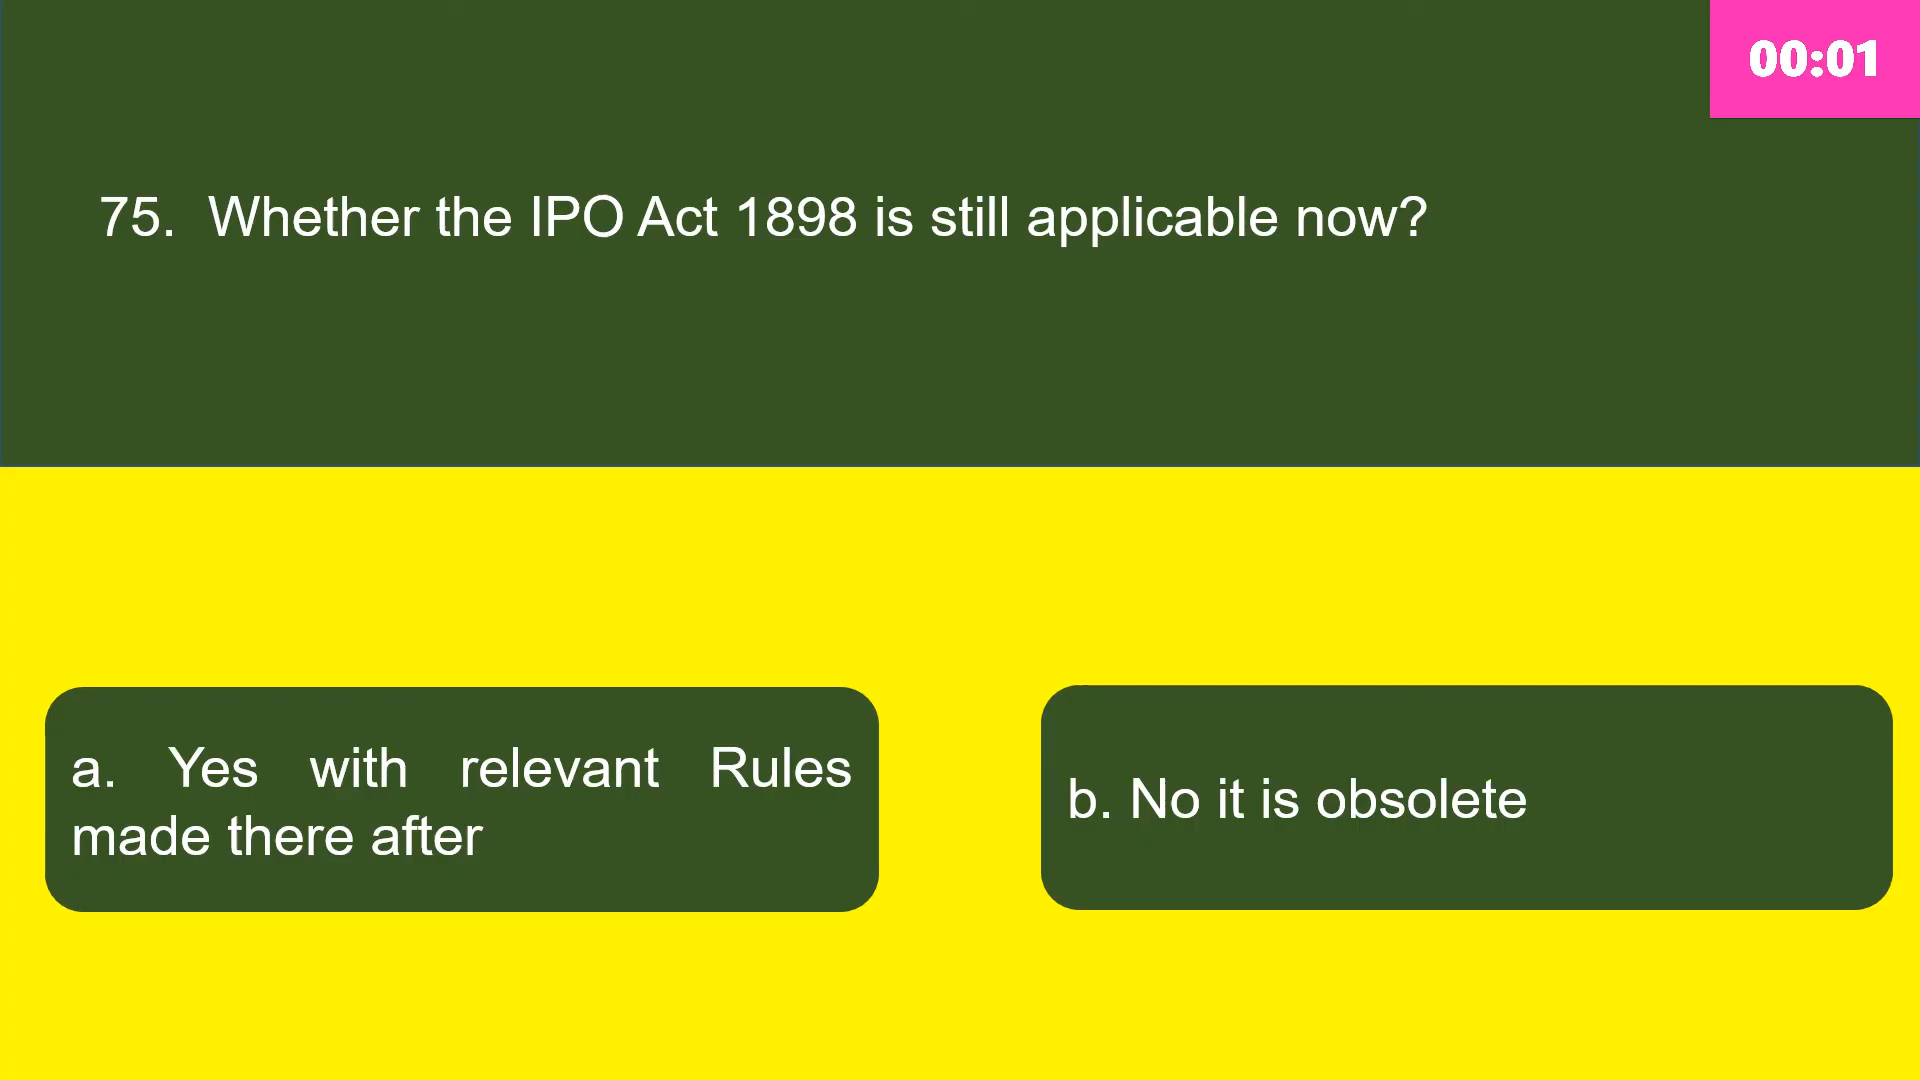 00:01
75. Whether the IPO Act 1898 is still applicable now?
a. Yes with relevant Rules
made there after
b. No it is obsolete